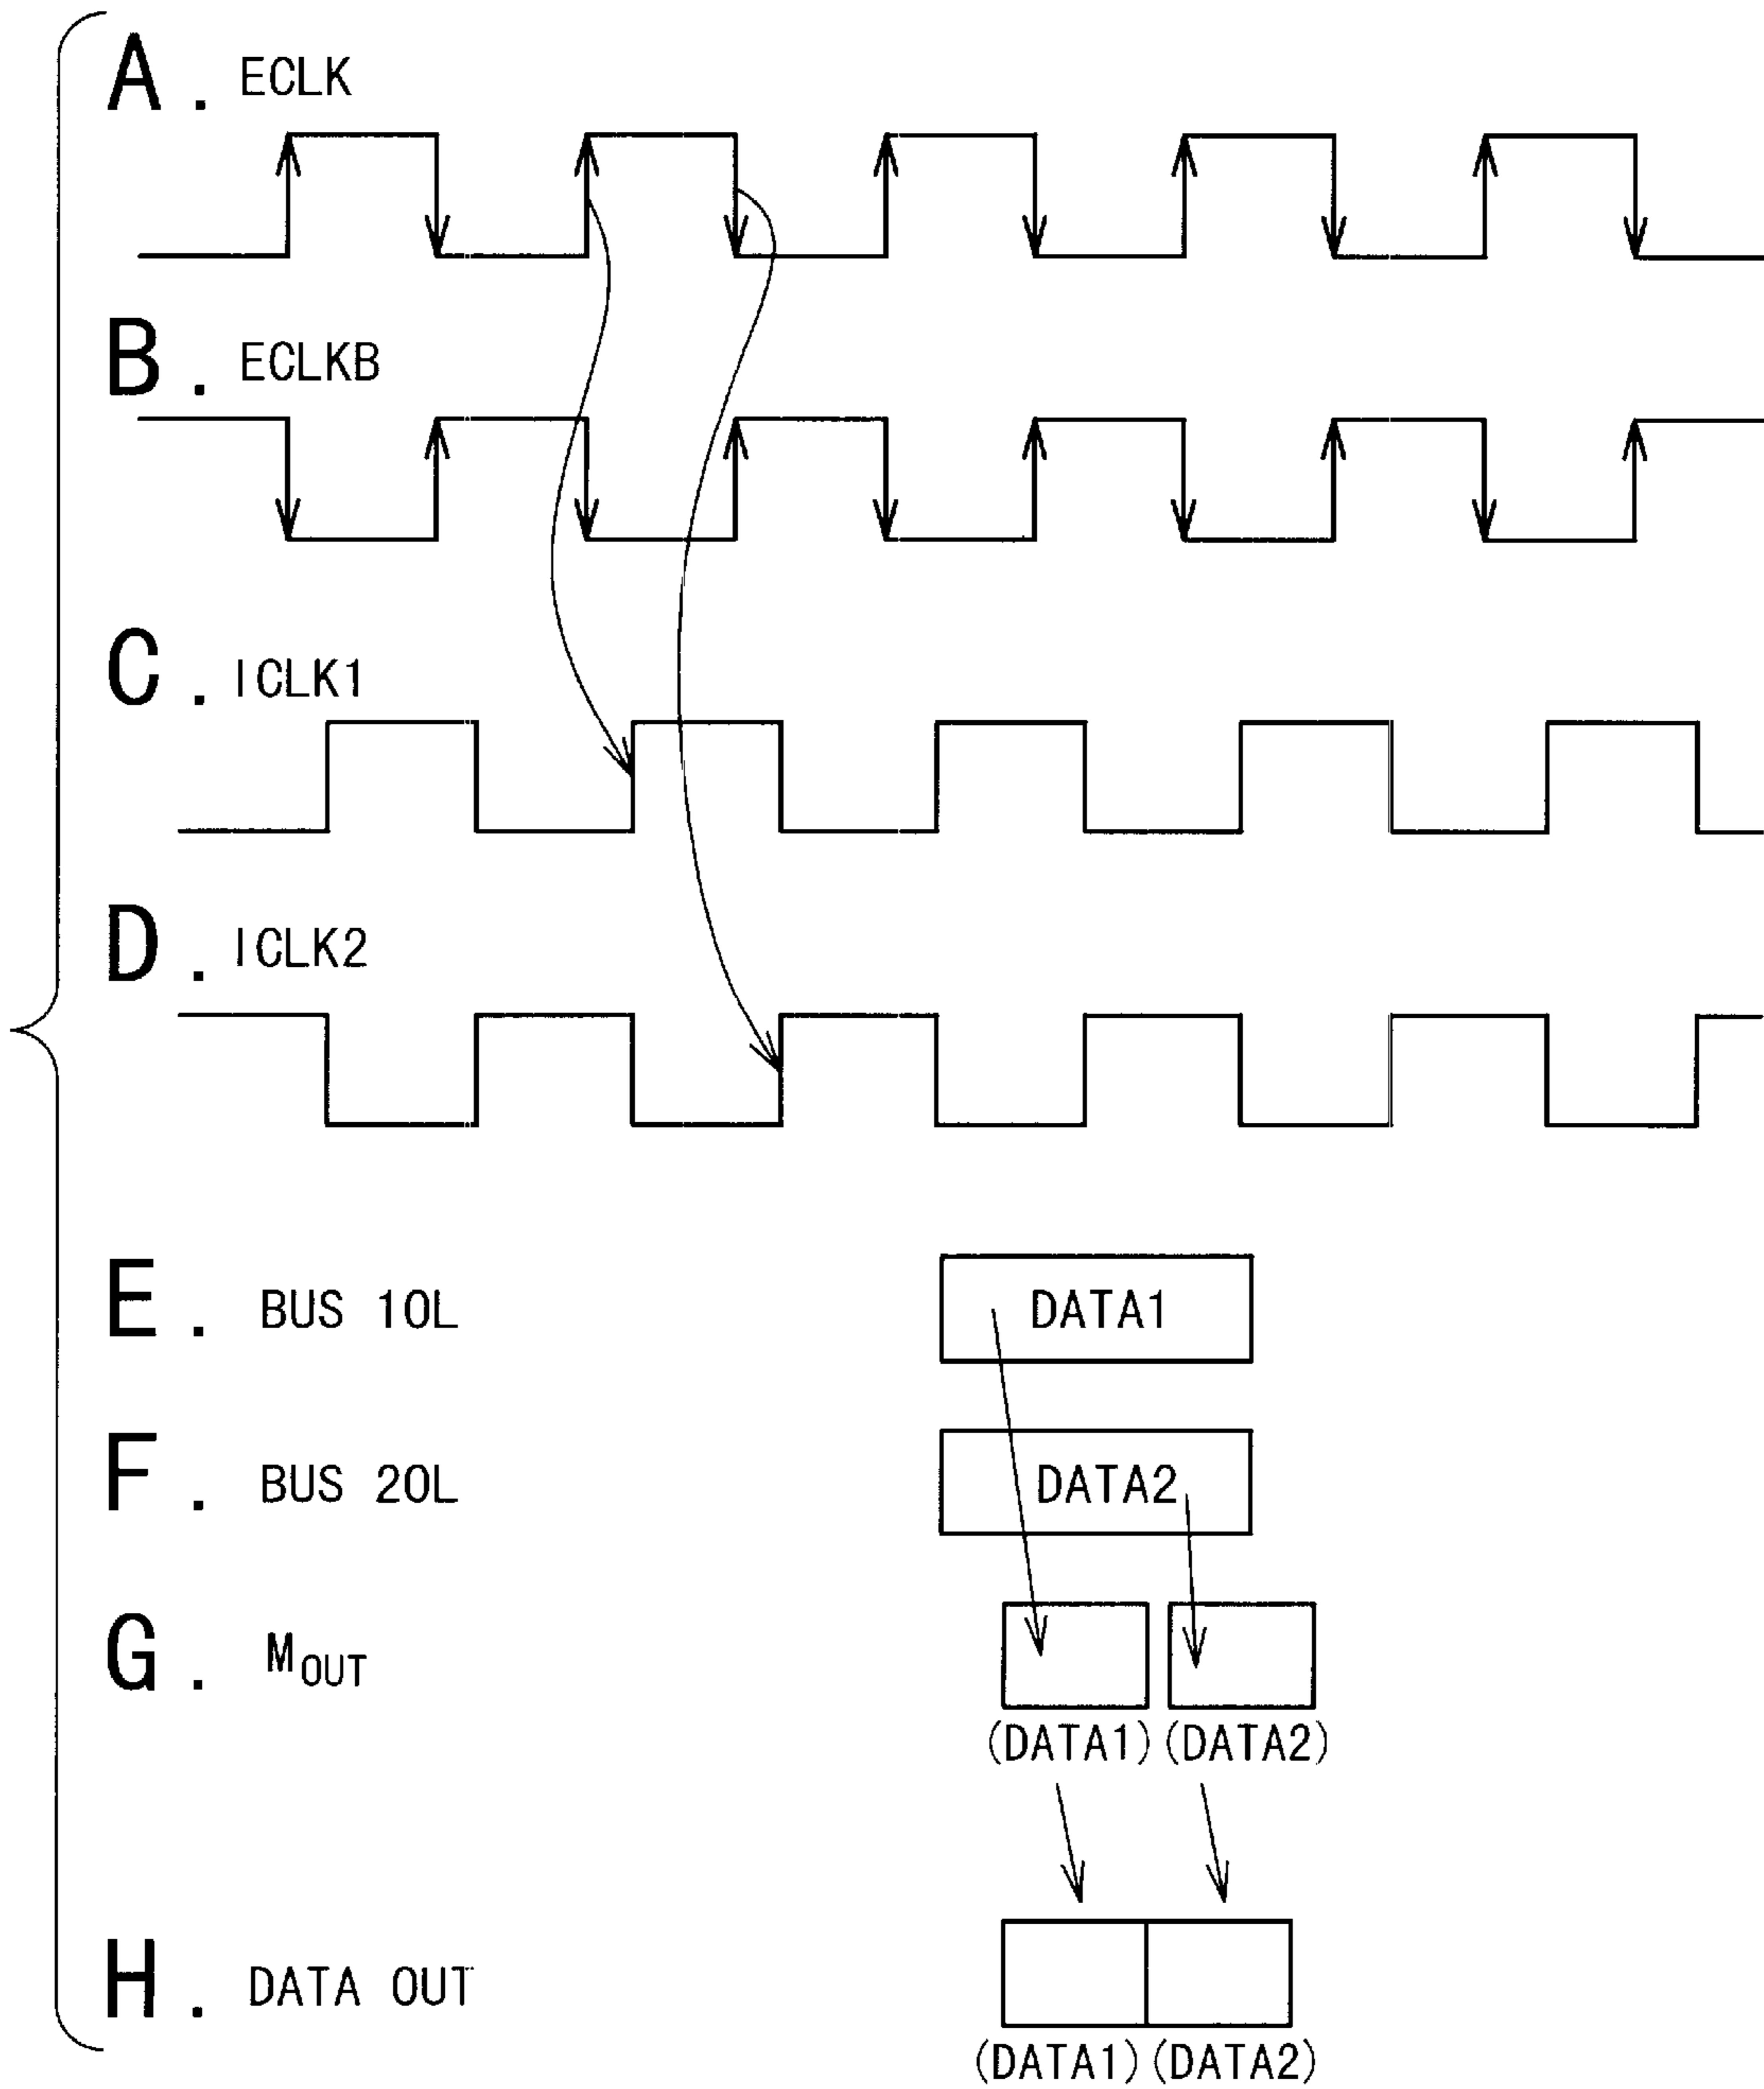 A. ECLK
B. ECLKB
C. ICLK1
D. ICLK2
E. BUS 10L
DATA1
F. BUS 20L
DATA2
G. MOUT
(DATA1) (DATA2)
H. DATA OUT
(DATA1) (DATA2)